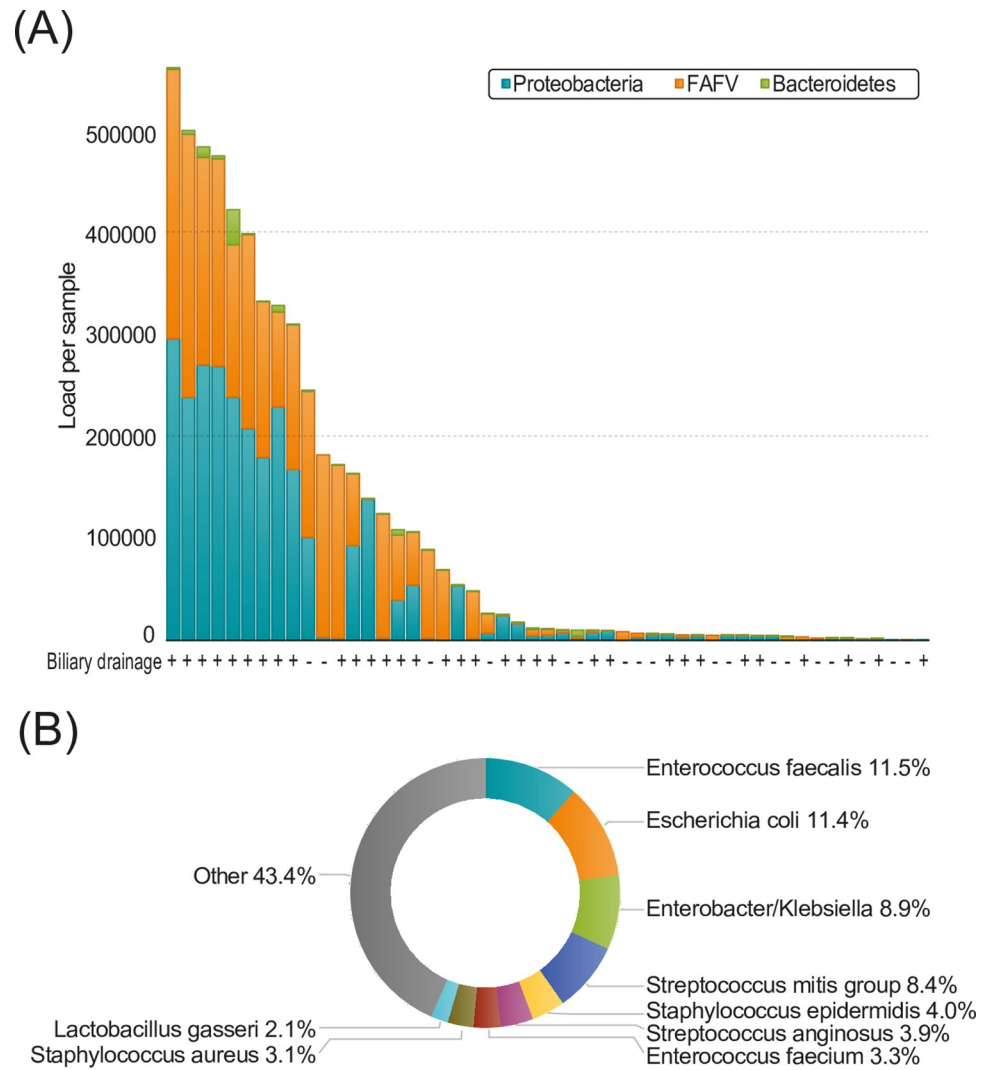 (A)
Proteobacteria FAFV Bacteroidetes
500000
400000
300000
200000
100000
0
Load per sample
Biliary drainage + + + + + + + + + - - + + + + + + - + + + - + + + + - - + + - - - + + + - - + + - - + - - + - + - - +
(B)
Enterococcus faecalis 11.5%
Escherichia coli 11.4%
Other 43.4%
Enterobacter/Klebsiella 8.9%
Streptococcus mitis group 8.4%
Staphylococcus epidermidis 4.0%
Streptococcus anginosus 3.9%
Enterococcus faecium 3.3%
Lactobacillus gasseri 2.1%
Staphylococcus aureus 3.1%